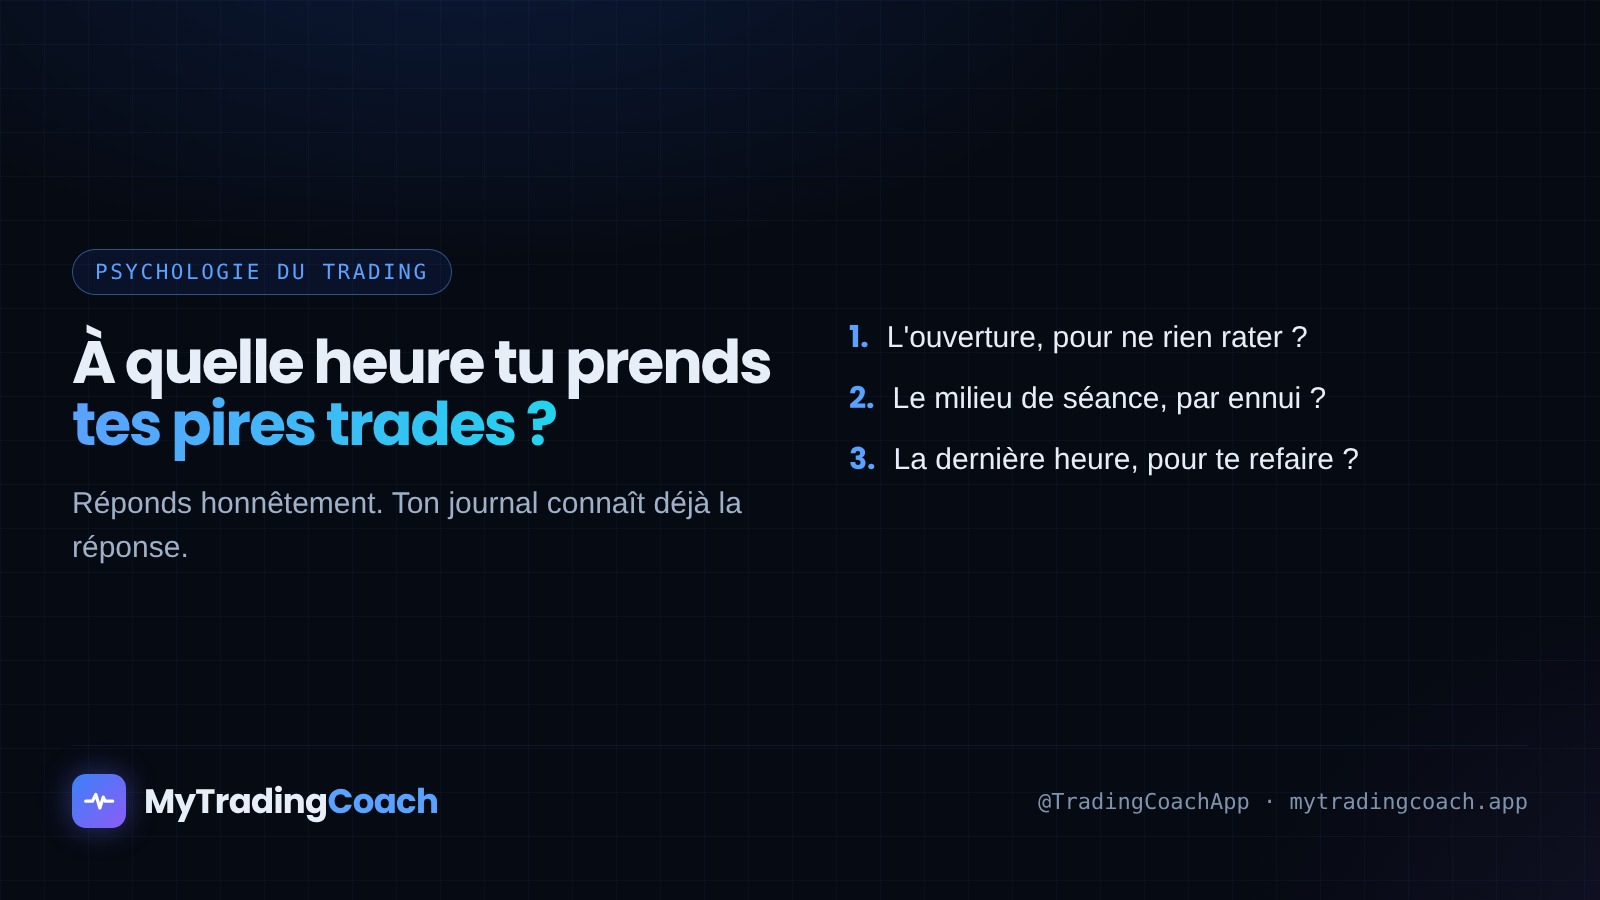 PSYCHOLOGIE DU TRADING
À quelle heure tu prends
tes pires trades ?
Réponds honnêtement. Ton journal connaît déjà la
réponse.
1. L'ouverture, pour ne rien rater ?
2. Le milieu de séance, par ennui ?
3. La dernière heure, pour te refaire ?
MyTradingCoach
@TradingCoachApp · mytradingcoach.app